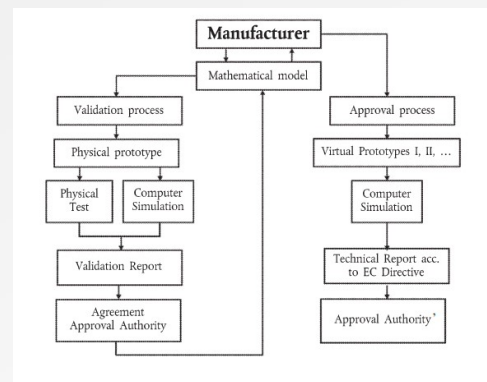 Manufacturer
Mathematical model
Validation process
Approval process
Physical prototype
Virtual Prototypes I, II, ...
Physical
Test
Computer
Simulation
Computer
Simulation
Validation Report
Technical Report acc.
to EC Directive
Agreement
Approval Authority
Approval Authority*